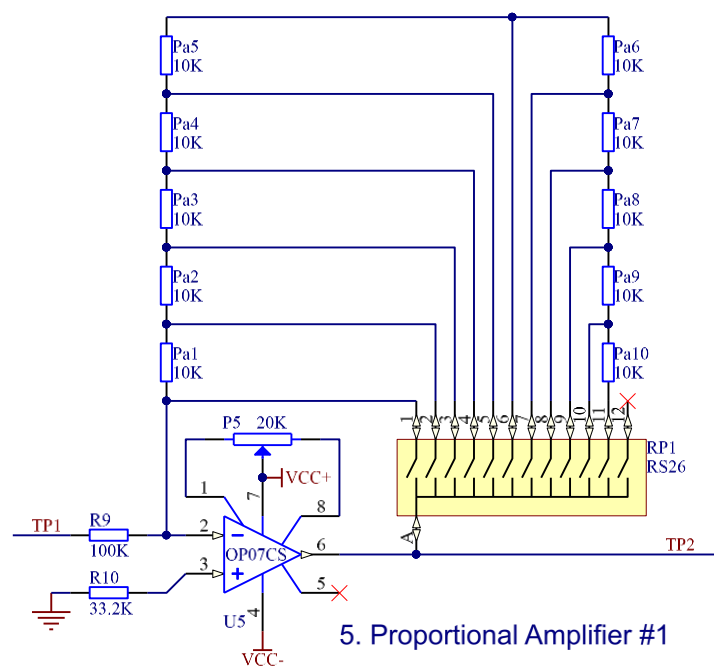 Pa5
10K
Pa6
10K
Pa4
10K
Pa7
10K
Pa3
10K
Pa8
10K
Pa2
10K
Pa9
10K
Pa1
10K
Pa10
10K
1 2 3 4 5 6 7 8 9 10 11 12
P5 20K
RP1
RS26
VCC+
1
7
8
TP1
R9
100K
2
OP07CS
6
A
TP2
R10
33.2K
3
5
U5
4
VCC-
5. Proportional Amplifier #1